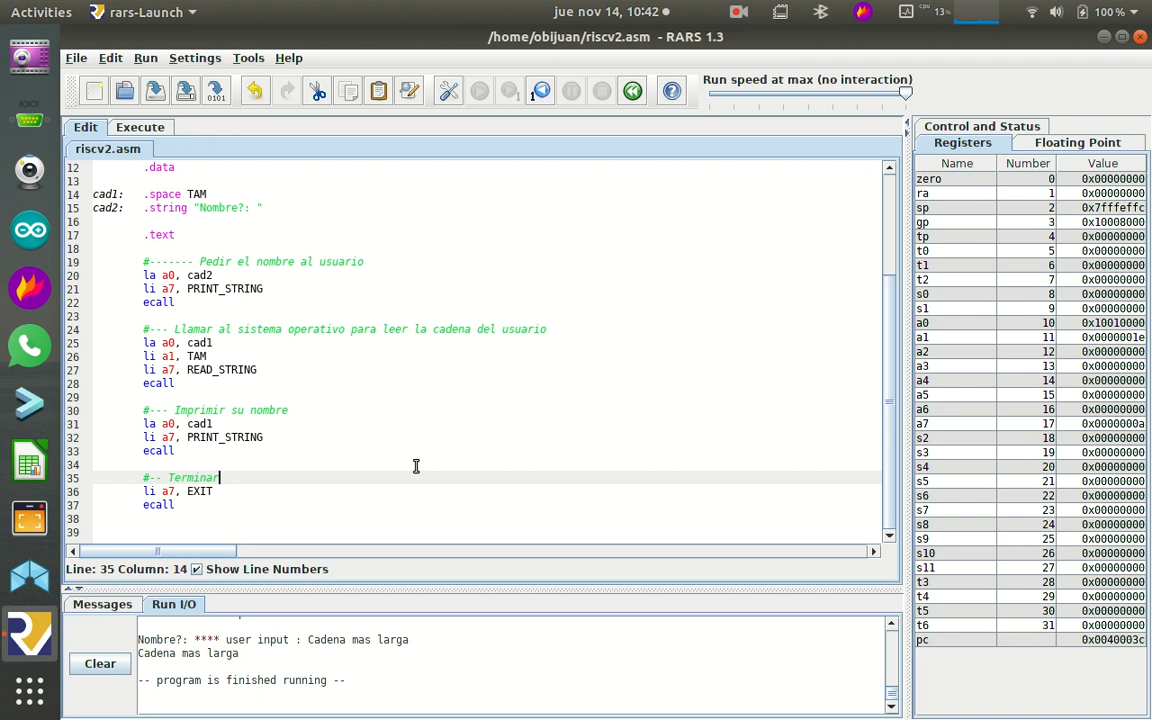 Activities rars-Launch jue nov 14, 10:42 cpu 13% 100%
/home/obijuan/riscv2.asm - RARS 1.3
File Edit Run Settings Tools Help
Run speed at max (no interaction)
Edit Execute
riscv2.asm
12 .data
13
14 cad1: .space TAM
15 cad2: .string "Nombre?: "
16
17 .text
18
19 #------- Pedir el nombre al usuario
20 la a0, cad2
21 li a7, PRINT_STRING
22 ecall
23
24 #--- Llamar al sistema operativo para leer la cadena del usuario
25 la a0, cad1
26 li a1, TAM
27 li a7, READ_STRING
28 ecall
29
30 #--- Imprimir su nombre
31 la a0, cad1
32 li a7, PRINT_STRING
33 ecall
34
35 #-- Terminar
36 li a7, EXIT
37 ecall
38
39
Line: 35 Column: 14 Show Line Numbers
Messages Run I/O
Clear
Nombre?: **** user input : Cadena mas larga
Cadena mas larga
-- program is finished running --
Control and Status
Registers Floating Point
Name Number Value
zero 0 0x00000000
ra 1 0x00000000
sp 2 0x7fffeffc
gp 3 0x10008000
tp 4 0x00000000
t0 5 0x00000000
t1 6 0x00000000
t2 7 0x00000000
s0 8 0x00000000
s1 9 0x00000000
a0 10 0x10010000
a1 11 0x0000001e
a2 12 0x00000000
a3 13 0x00000000
a4 14 0x00000000
a5 15 0x00000000
a6 16 0x00000000
a7 17 0x0000000a
s2 18 0x00000000
s3 19 0x00000000
s4 20 0x00000000
s5 21 0x00000000
s6 22 0x00000000
s7 23 0x00000000
s8 24 0x00000000
s9 25 0x00000000
s10 26 0x00000000
s11 27 0x00000000
t3 28 0x00000000
t4 29 0x00000000
t5 30 0x00000000
t6 31 0x00000000
pc 0x0040003c